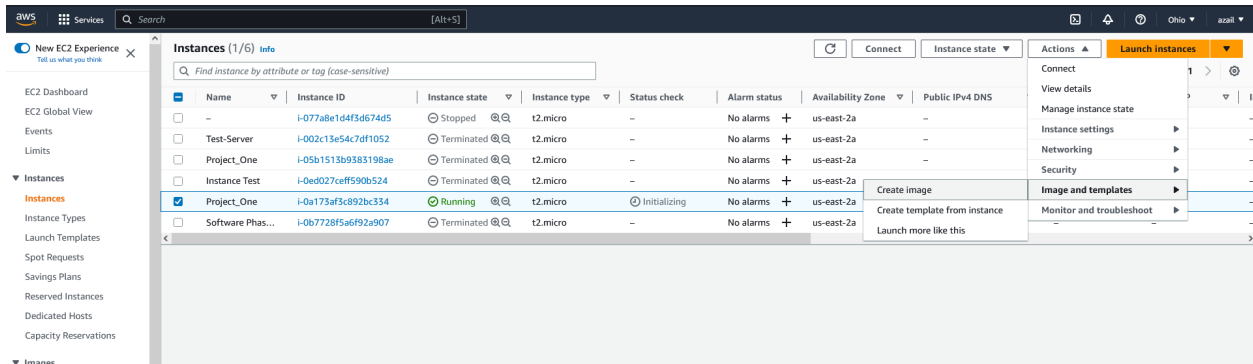 aws Services Search [Alt+S] Ohio ▼ azail ▼
New EC2 Experience
Tell us what you think
EC2 Dashboard
EC2 Global View
Events
Limits
▼ Instances
Instances
Instance Types
Launch Templates
Spot Requests
Savings Plans
Reserved Instances
Dedicated Hosts
Capacity Reservations
▼ Images
Instances (1/6) Info Connect Instance state ▼ Actions ▲ Launch instances ▼
Find instance by attribute or tag (case-sensitive) 1
Name Instance ID Instance state Instance type Status check Alarm status Availability Zone Public IPv4 DNS
– i-077a8e1d4f3d674d5 Stopped t2.micro – No alarms + us-east-2a –
Test-Server i-002c13e54c7df1052 Terminated t2.micro – No alarms + us-east-2a –
Project_One i-05b1513b9383198ae Terminated t2.micro – No alarms + us-east-2a –
Instance Test i-0ed027ceff590b524 Terminated t2.micro – No alarms + us-east-2a
Project_One i-0a173af3c892bc334 Running t2.micro Initializing No alarms + us-east-2a
Software Phas... i-0b7728f5a6f92a907 Terminated t2.micro – No alarms + us-east-2a – –
Connect
View details
Manage instance state
Instance settings
Networking
Security
Image and templates
Monitor and troubleshoot
Create image
Create template from instance
Launch more like this